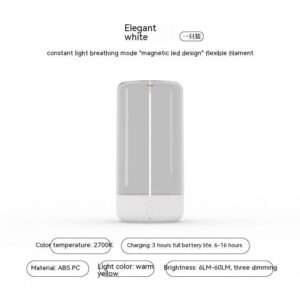 Elegant
white
一只装
constant light breathing mode "magnetic led design" flexible filament
Color temperature: 2700K
Charging: 3 hours full battery life: 6-16 hours
Material: ABS PC
Light color: warm
yellow
Brightness: 6LM-60LM, three dimming